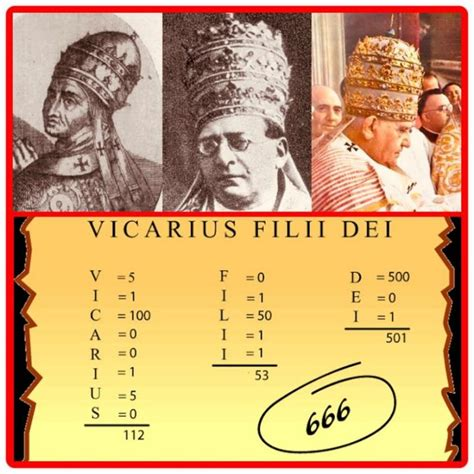 VICARIUS FILII DEI
V = 5
I = 1
C = 100
A = 0
R = 0
I = 1
U = 5
S = 0
112
F = 0
I = 1
L = 50
I = 1
I = 1
53
D = 500
E = 0
I = 1
501
666